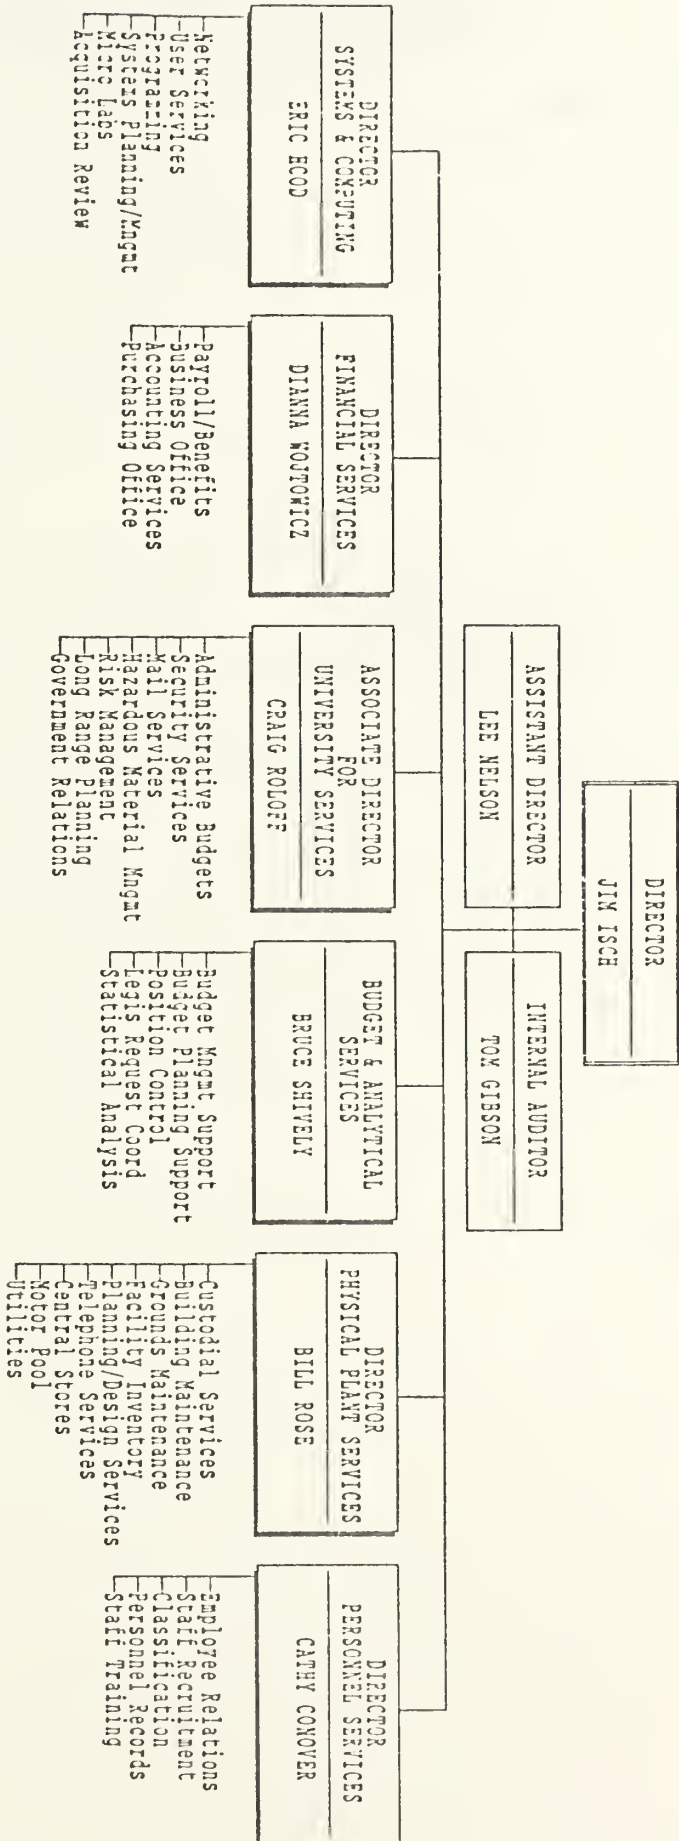 DIRECTOR
JIM ISCH
ASSISTANT DIRECTOR
LEE NELSON
INTERNAL AUDITOR
TOM GIBSON
DIRECTOR
SYSTEMS & COMPUTING
ERIC HOOD
Networking
User Services
Programming
Systems Planning/Mngmt
Micro Labs
Acquisition Review
DIRECTOR
FINANCIAL SERVICES
DIANNA WOJTOWICZ
Payroll/Benefits
Business Office
Accounting Services
Purchasing Office
ASSOCIATE DIRECTOR
FOR
UNIVERSITY SERVICES
CRAIG ROLOFF
Administrative Budgets
Security Services
Mail Services
Hazardous Material Mngmt
Risk Management
Long Range Planning
Government Relations
BUDGET & ANALYTICAL
SERVICES
BRUCE SHIVELY
Budget Mngmt Support
Budget Planning Support
Position Control
Legis Request Coord
Statistical Analysis
DIRECTOR
PHYSICAL PLANT SERVICES
BILL ROSE
Custodial Services
Building Maintenance
Grounds Maintenance
Facility Inventory
Planning/Design Services
Telephone Services
Central Stores
Motor Pool
Utilities
DIRECTOR
PERSONNEL SERVICES
CATHY CONOVER
Employee Relations
Staff Recruitment
Classification
Personnel Records
Staff Training